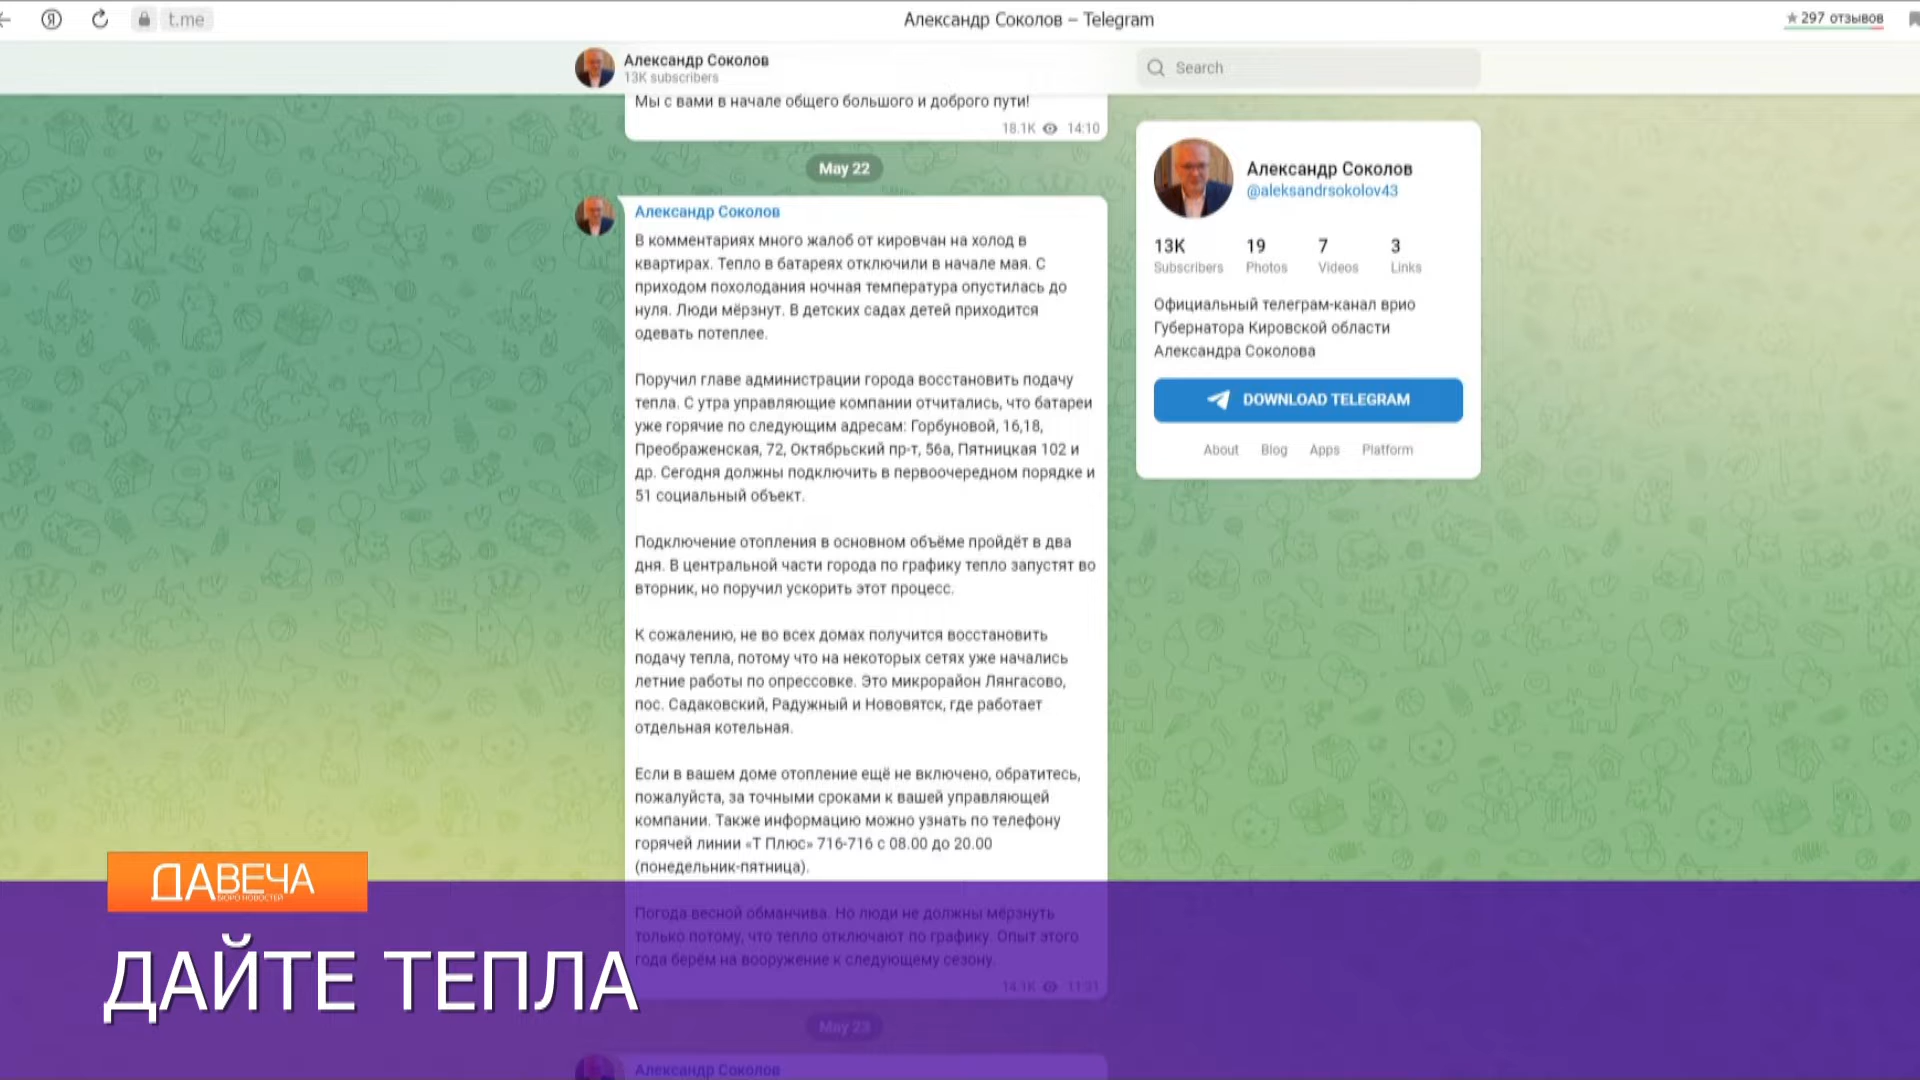 t.me
Александр Соколов – Telegram
★ 297 отзывов
Александр Соколов
13K subscribers
Search
Мы с вами в начале общего большого и доброго пути!
18.1K 14:10
May 22
Александр Соколов
В комментариях много жалоб от кировчан на холод в
квартирах. Тепло в батареях отключили в начале мая. С
приходом похолодания ночная температура опустилась до
нуля. Люди мёрзнут. В детских садах детей приходится
одевать потеплее.
Поручил главе администрации города восстановить подачу
тепла. С утра управляющие компании отчитались, что батареи
уже горячие по следующим адресам: Горбуновой, 16,18,
Преображенская, 72, Октябрьский пр-т, 56а, Пятницкая 102 и
др. Сегодня должны подключить в первоочередном порядке и
51 социальный объект.
Подключение отопления в основном объёме пройдёт в два
дня. В центральной части города по графику тепло запустят во
вторник, но поручил ускорить этот процесс.
К сожалению, не во всех домах получится восстановить
подачу тепла, потому что на некоторых сетях уже начались
летние работы по опрессовке. Это микрорайон Лянгасово,
пос. Садаковский, Радужный и Нововятск, где работает
отдельная котельная.
Если в вашем доме отопление ещё не включено, обратитесь,
пожалуйста, за точными сроками к вашей управляющей
компании. Также информацию можно узнать по телефону
горячей линии «Т Плюс» 716-716 с 08.00 до 20.00
(понедельник-пятница).
Погода весной обманчива. Но люди не должны мёрзнуть
только потому, что тепло отключают по графику. Опыт этого
года берём на вооружение к следующему сезону.
14.1K 11:31
May 23
Александр Соколов
Александр Соколов
@aleksandrsokolov43
13K 19 7 3
Subscribers Photos Videos Links
Официальный телеграм-канал врио
Губернатора Кировской области
Александра Соколова
DOWNLOAD TELEGRAM
About Blog Apps Platform
ДАВЕЧА
БЮРО НОВОСТЕЙ
ДАЙТЕ ТЕПЛА